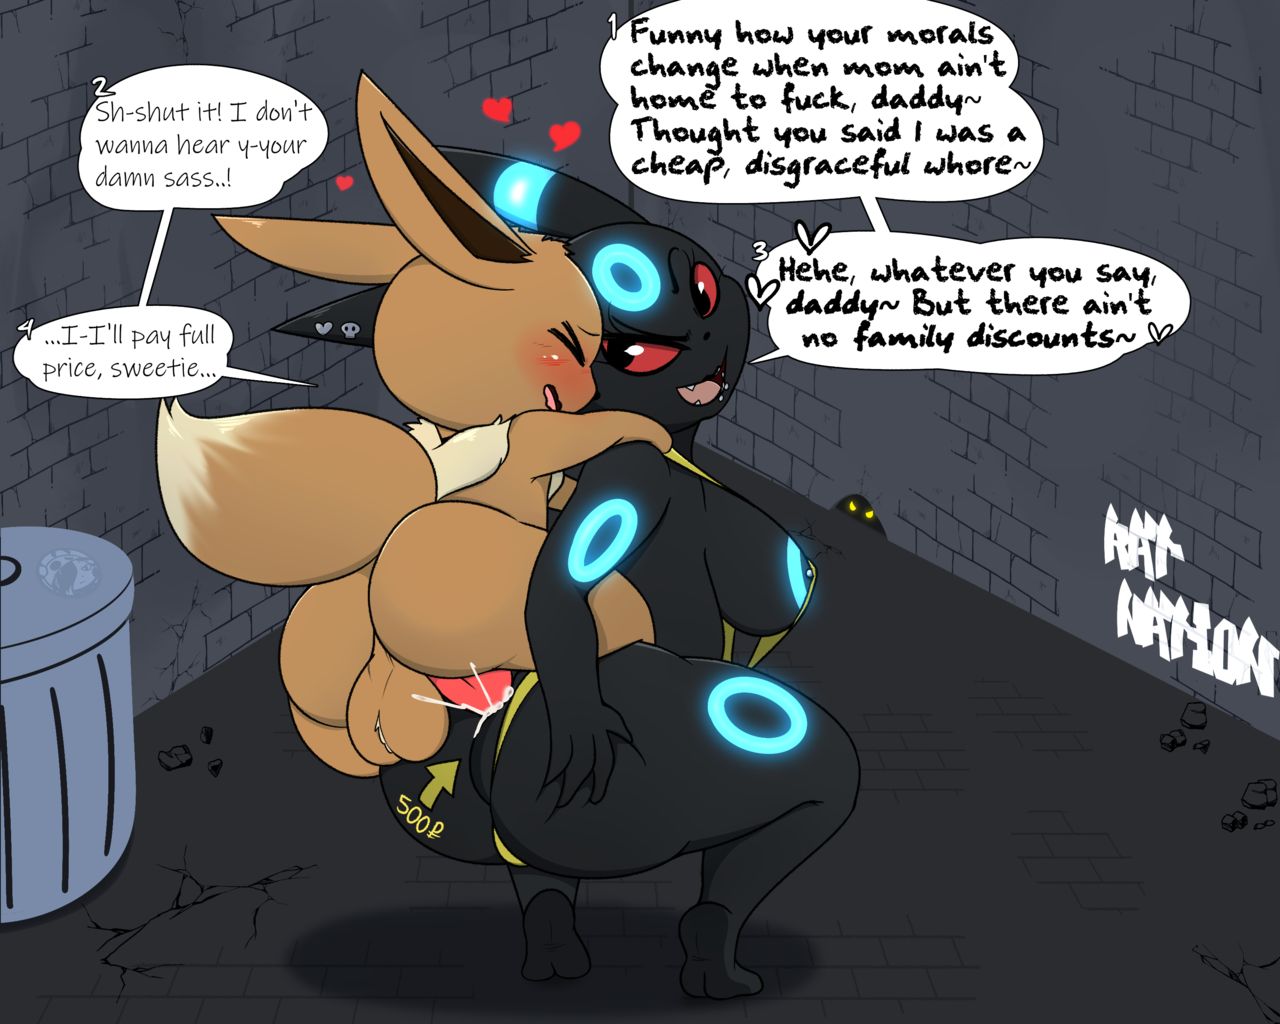 1
Funny how your morals
change when mom ain't
home to fuck, daddy~
Thought you said I was a
cheap, disgraceful whore~
2
Sh-shut it! I don't
wanna hear y-your
damn sass..!
3
Hehe, whatever you say,
daddy~ But there ain't
no family discounts~
4
...I-I'll pay full
price, sweetie...
RAT
NATION
500₽